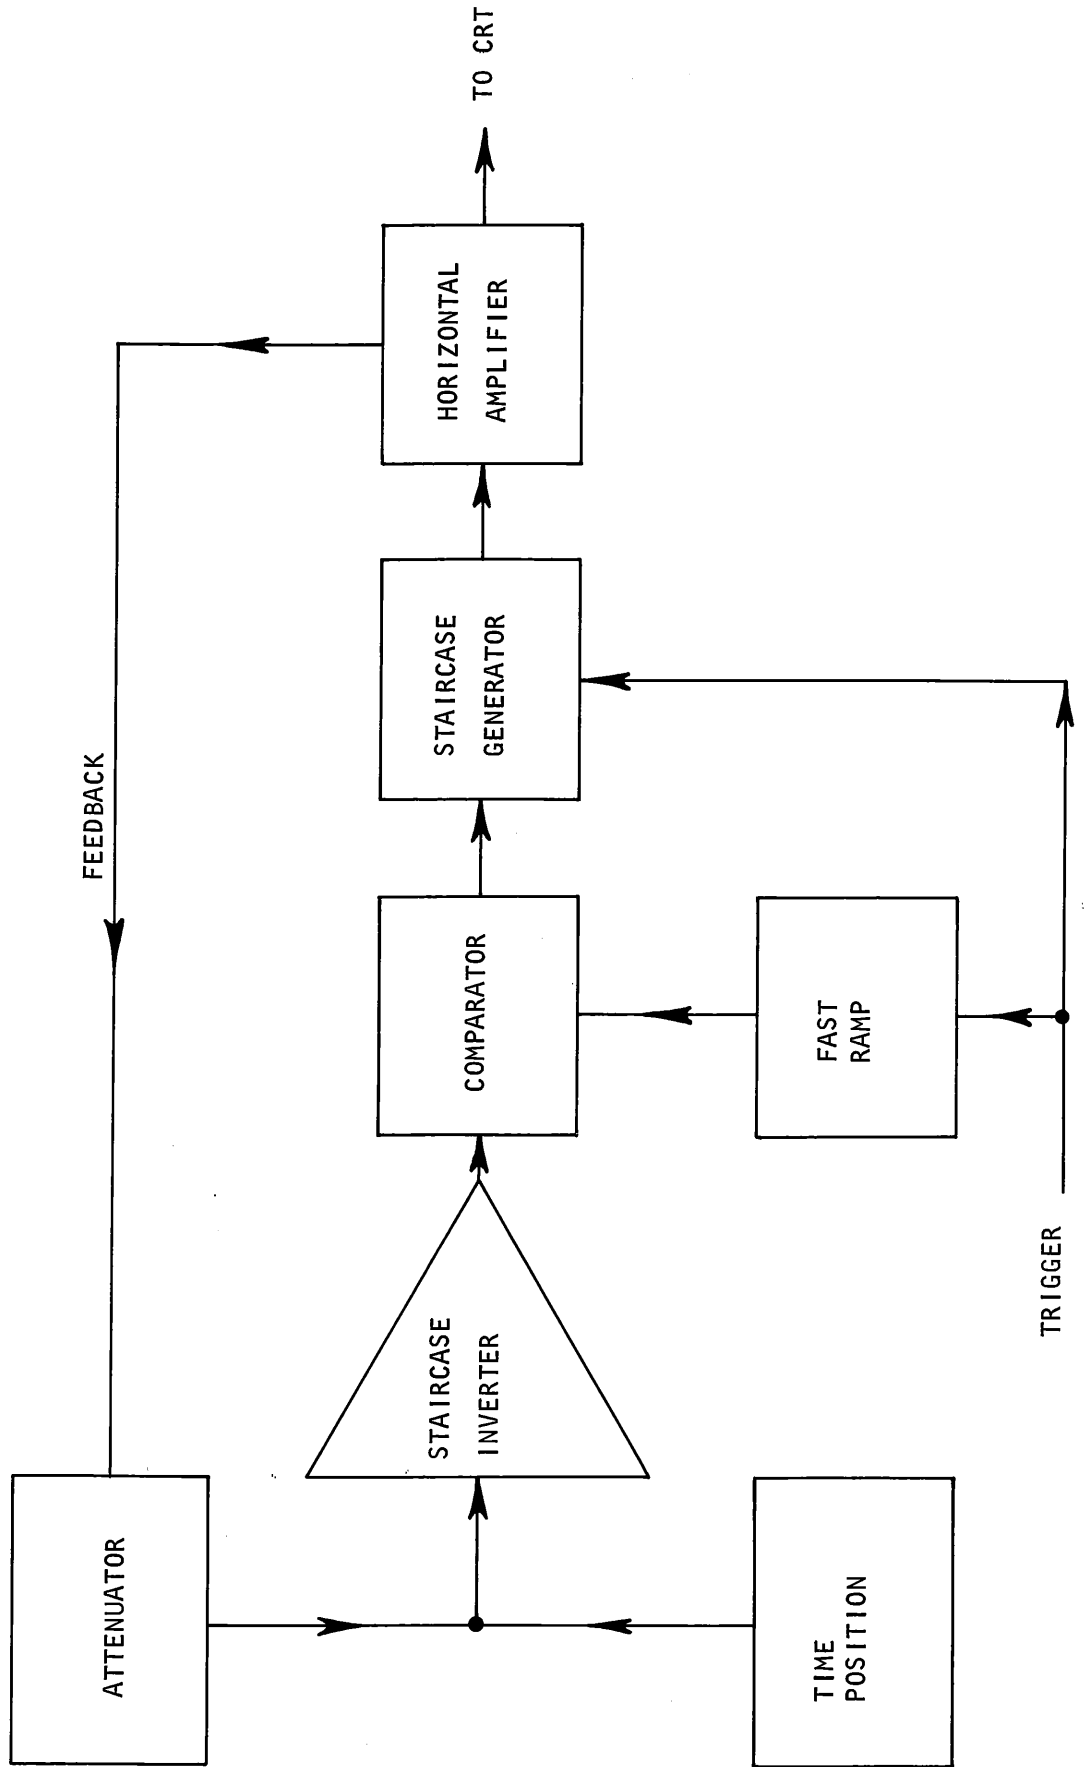 ATTENUATOR
FEEDBACK
STAIRCASE
INVERTER
COMPARATOR
STAIRCASE
GENERATOR
HORIZONTAL
AMPLIFIER
TO CRT
TIME
POSITION
FAST
RAMP
TRIGGER